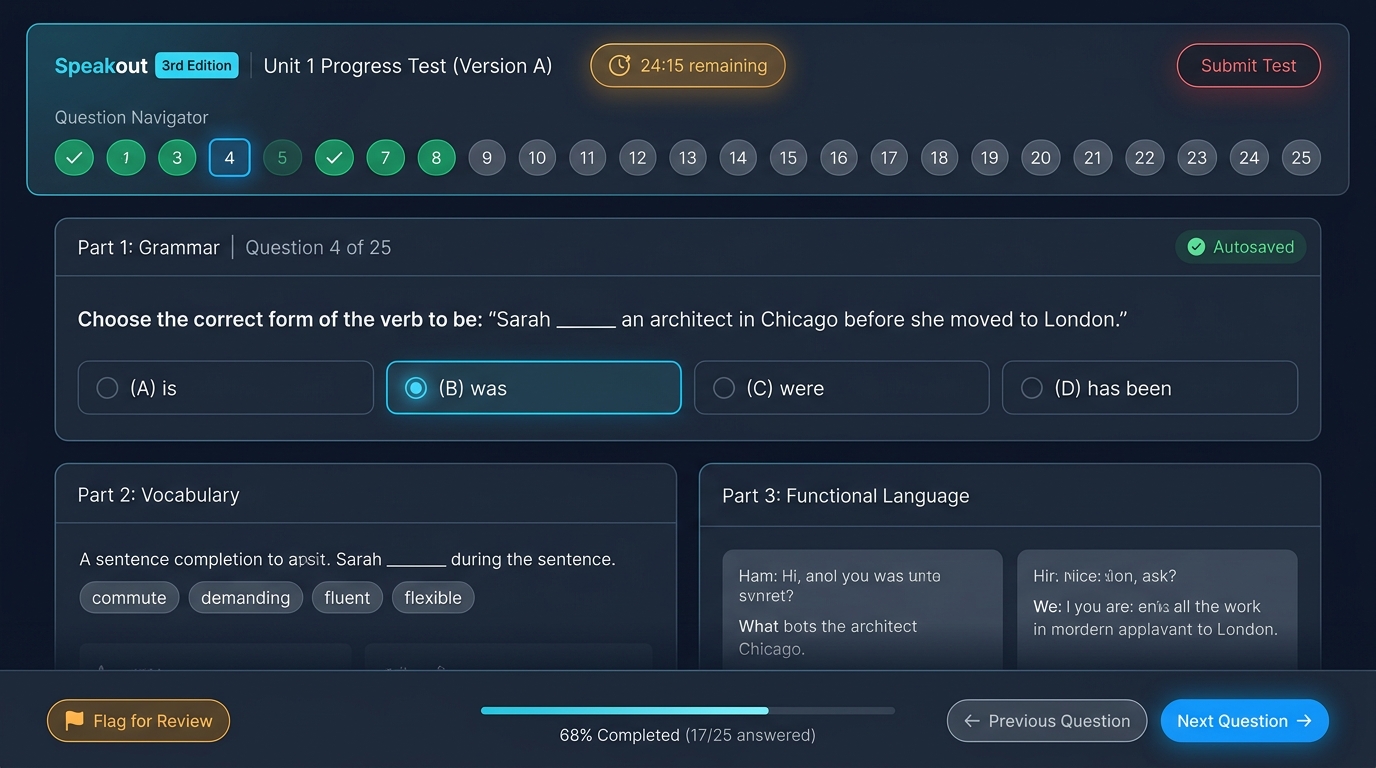 Speakout 3rd Edition Unit 1 Progress Test (Version A) 24:15 remaining Submit Test
Question Navigator
1 3 4 5 7 8 9 10 11 12 13 14 15 16 17 18 19 20 21 22 23 24 25
Part 1: Grammar Question 4 of 25 Autosaved
Choose the correct form of the verb to be: “Sarah ______ an architect in Chicago before she moved to London.”
(A) is (B) was (C) were (D) has been
Part 2: Vocabulary
A sentence completion to Sarah ______ during the sentence.
commute demanding fluent flexible
Part 3: Functional Language
Ham: Hi, anol you was
What bots the architect
Chicago.
Hir: ask?
We: I you are: all the work
in mordern applavant to London.
Flag for Review
68% Completed (17/25 answered)
← Previous Question Next Question →